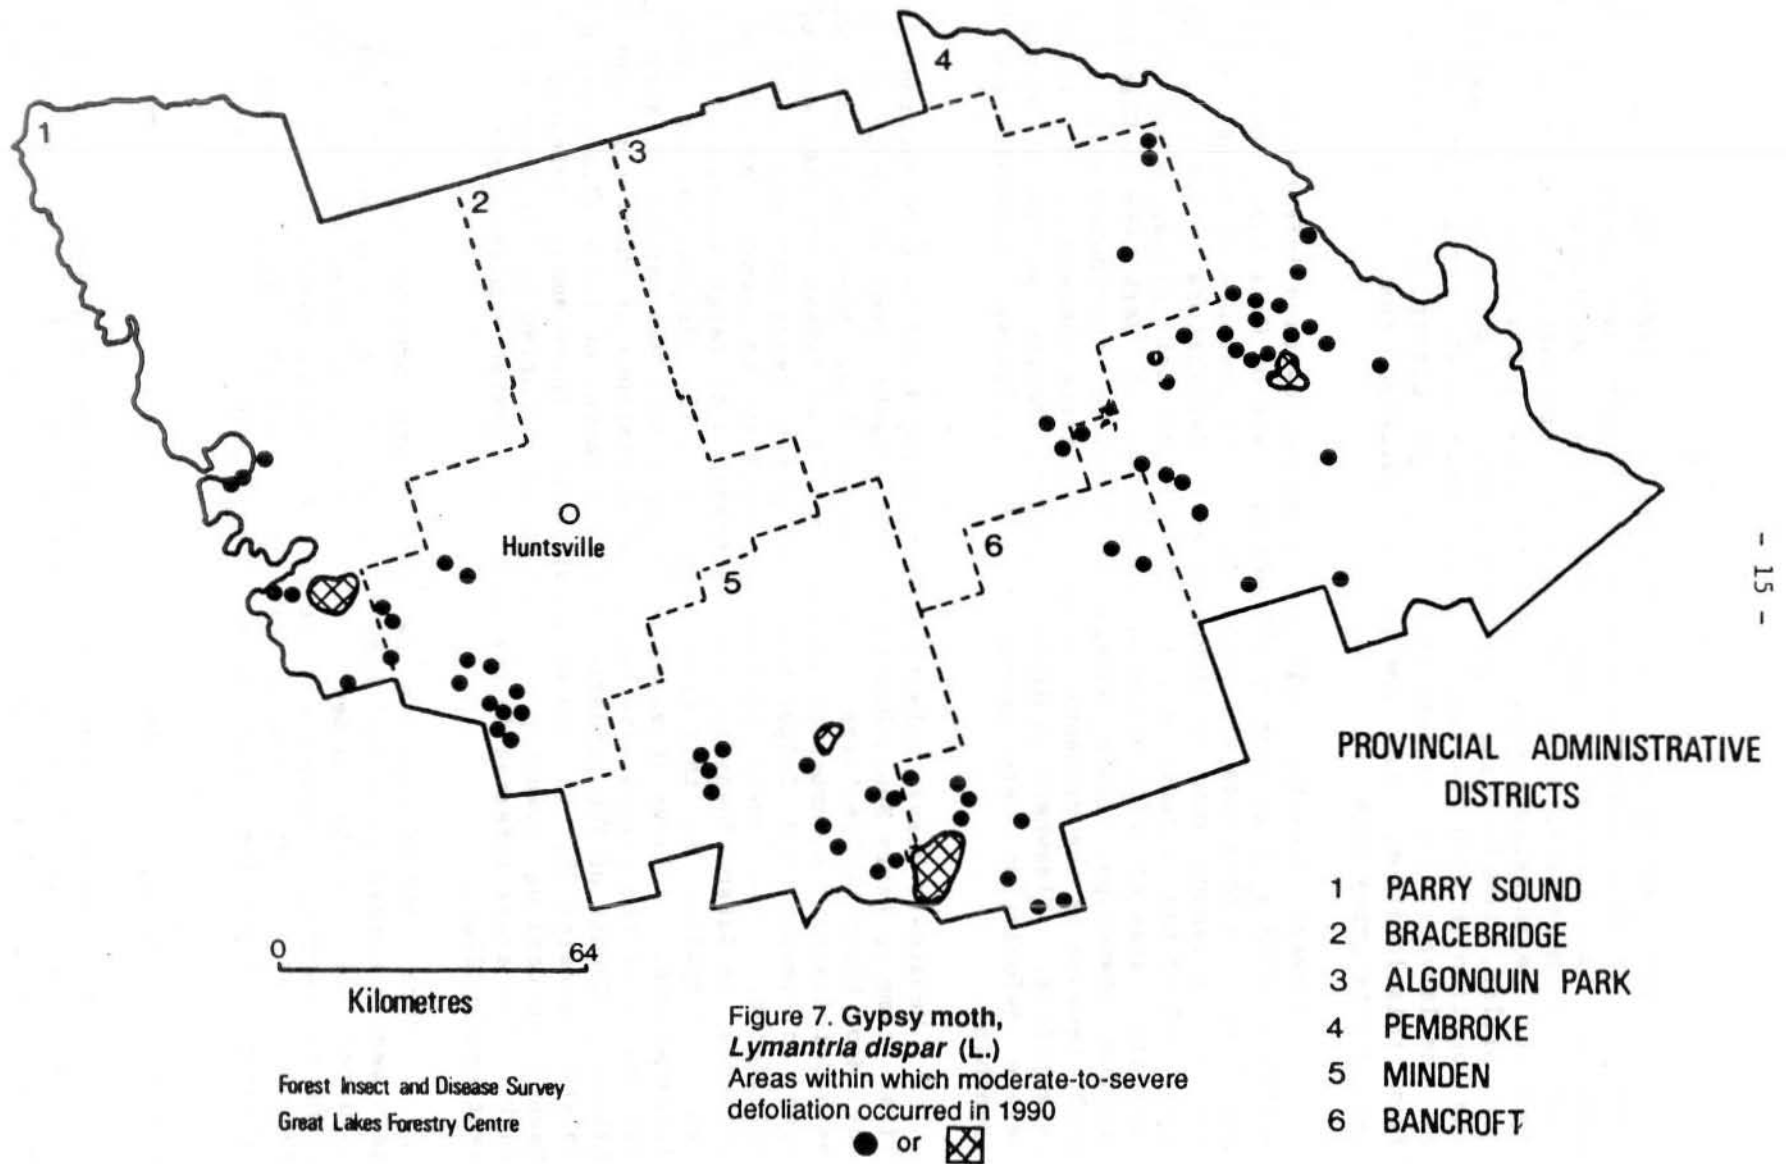 1
2
3
4
5
6
Huntsville
- 15 -
PROVINCIAL ADMINISTRATIVE
DISTRICTS
1 PARRY SOUND
2 BRACEBRIDGE
3 ALGONQUIN PARK
4 PEMBROKE
5 MINDEN
6 BANCROFT
0 64
Kilometres
Forest Insect and Disease Survey
Great Lakes Forestry Centre
Figure 7. Gypsy moth,
Lymantria dispar (L.)
Areas within which moderate-to-severe
defoliation occurred in 1990
or